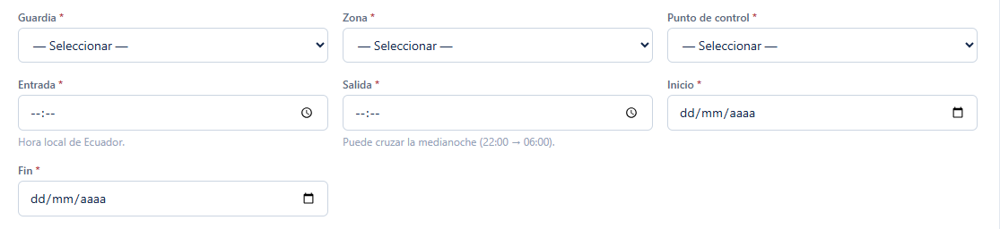 Guardia * Zona * Punto de control *
— Seleccionar — — Seleccionar — — Seleccionar —
Entrada * Salida * Inicio *
--:-- --:-- dd/mm/aaaa
Hora local de Ecuador. Puede cruzar la medianoche (22:00 → 06:00).
Fin *
dd/mm/aaaa